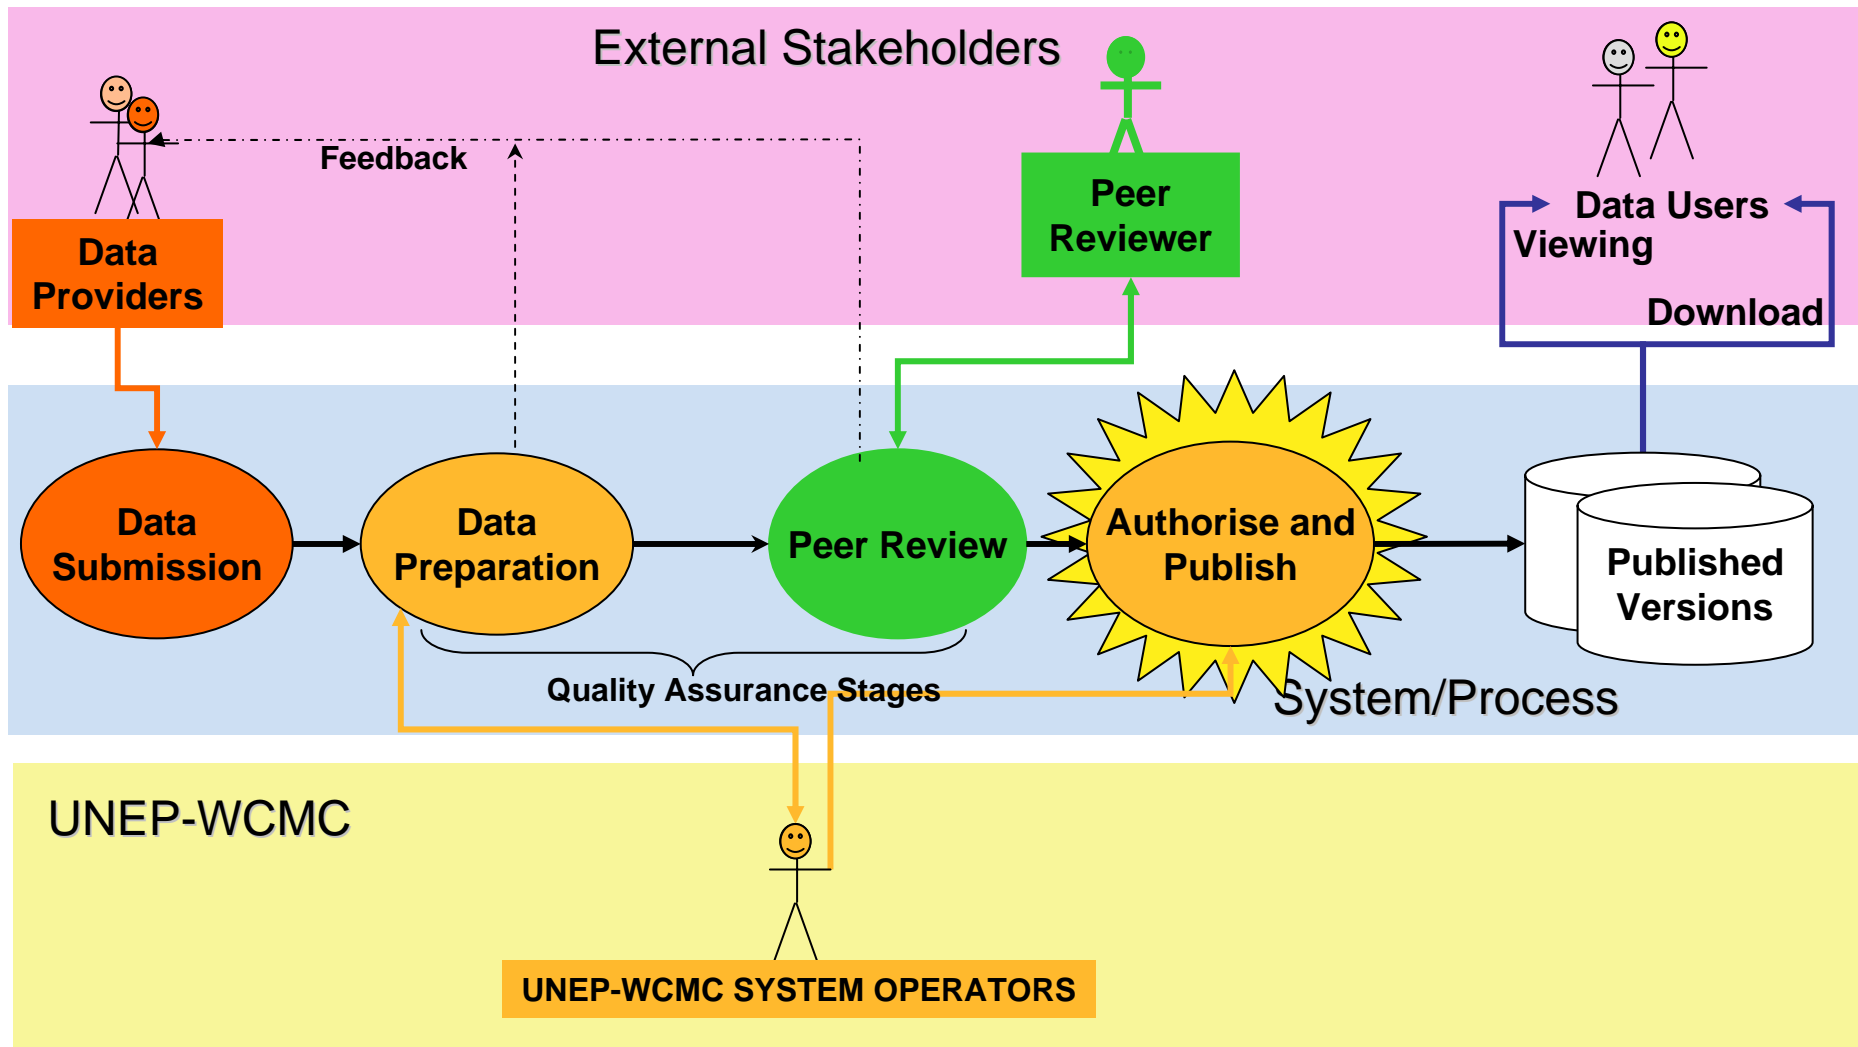 External Stakeholders
Feedback
Data
Providers
Peer
Reviewer
Data Users
Viewing
Download
Data
Submission
Data
Preparation
Peer Review
Authorise and
Publish
Published
Versions
Quality Assurance Stages
System/Process
UNEP-WCMC
UNEP-WCMC SYSTEM OPERATORS